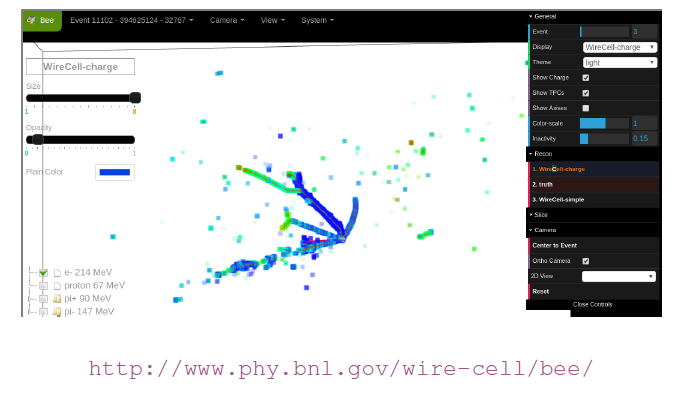 Bee Event 11102 - 394625124 - 32767 Camera View System
WireCell-charge
Size
1 8
Opacity
0 1
Plain Color
e- 214 MeV
proton 67 MeV
pi+ 90 MeV
pi- 147 MeV
General
Event 3
Display WireCell-charge
Theme light
Show Charge
Show TPCs
Show Axises
Color-scale 1
Inactivity 0.15
Recon
1. WireCell-charge
2. truth
3. WireCell-simple
Slice
Camera
Center to Event
Ortho Camera
2D View
Reset
Close Controls
http://www.phy.bnl.gov/wire-cell/bee/